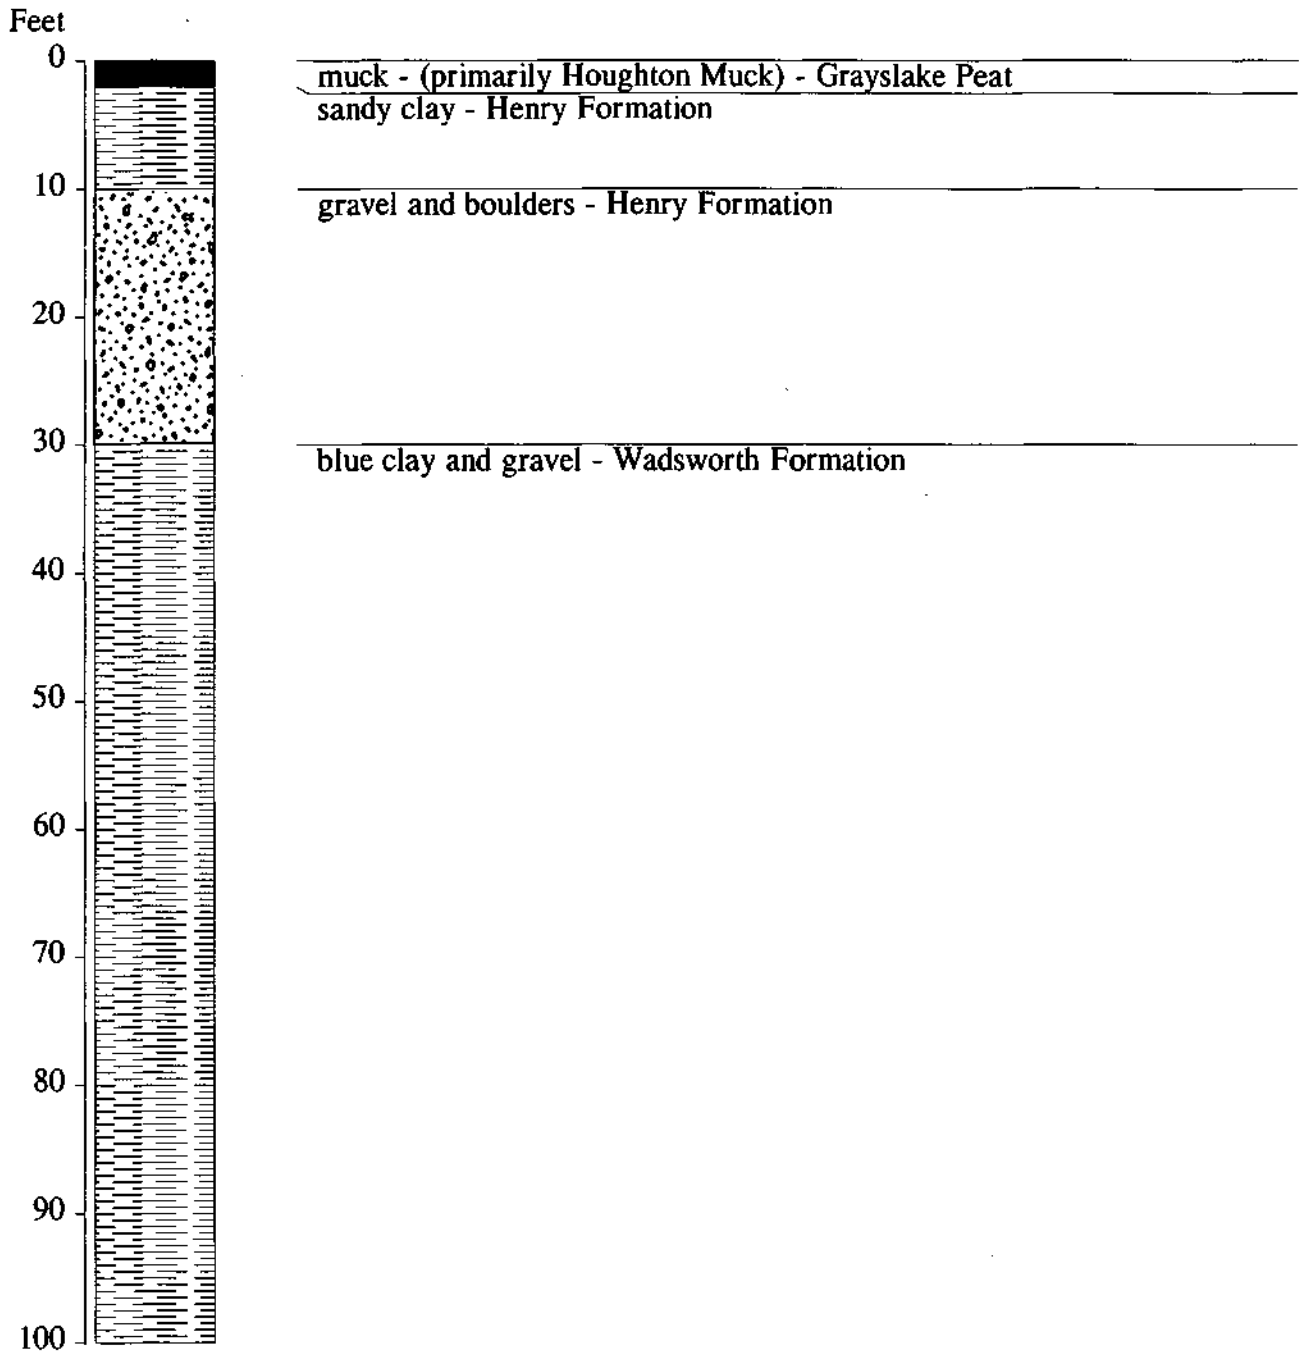 Feet
0
muck - (primarily Houghton Muck) - Grayslake Peat
sandy clay - Henry Formation
10
gravel and boulders - Henry Formation
20
30
blue clay and gravel - Wadsworth Formation
40
50
60
70
80
90
100